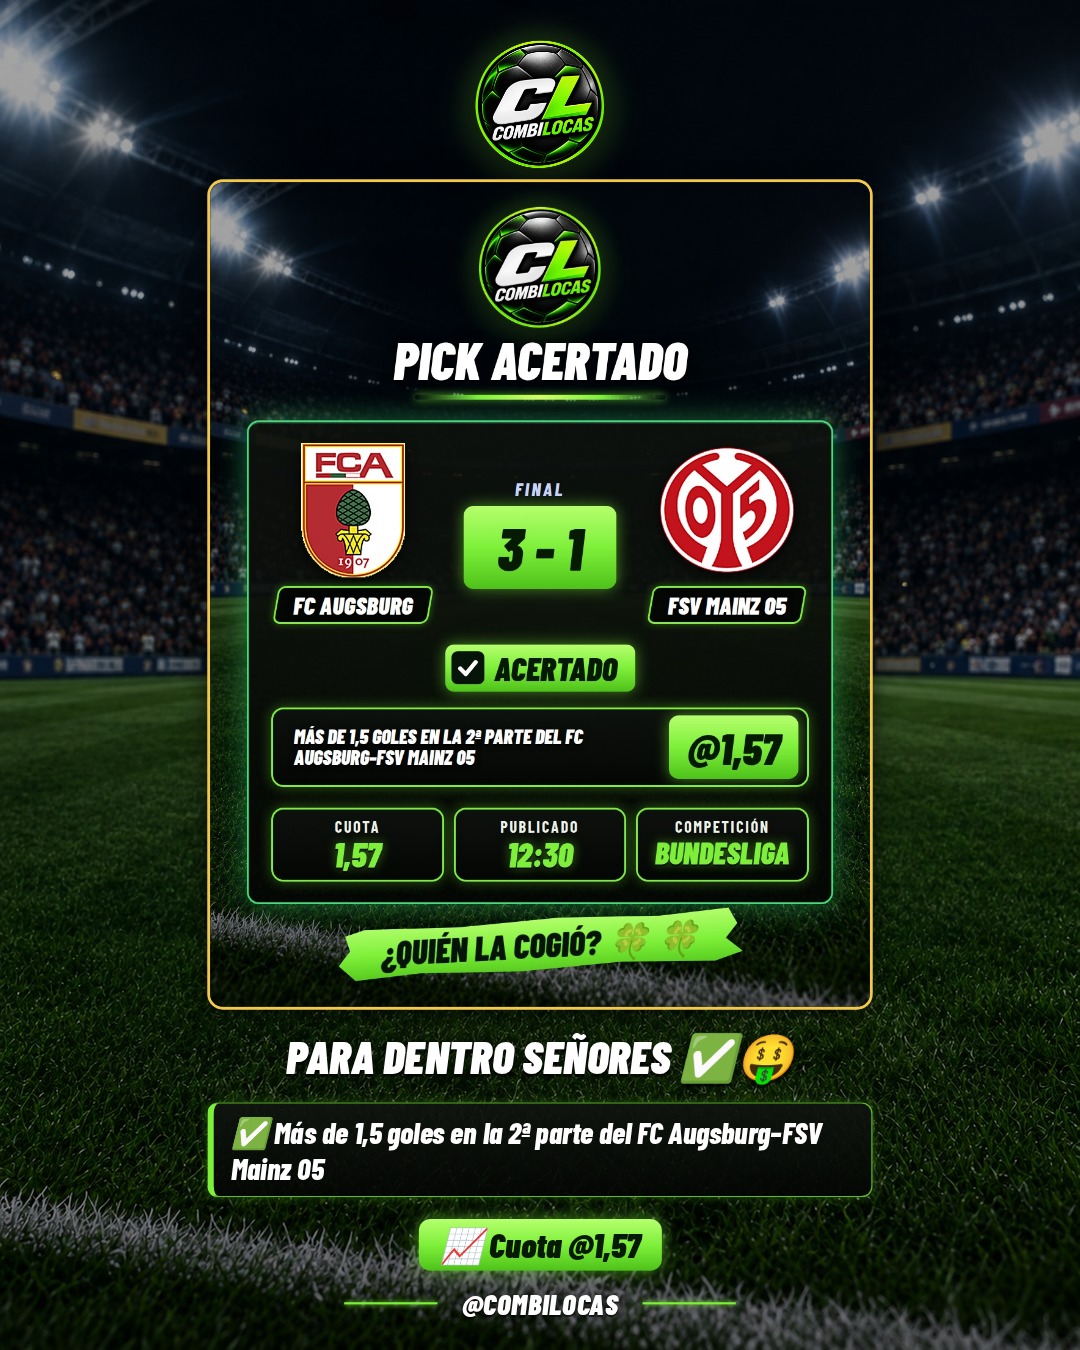 CL
COMBILOCAS
CL
COMBILOCAS
PICK ACERTADO
FCA
1907
FINAL
3 - 1
05
FC AUGSBURG
FSV MAINZ 05
✅ ACERTADO
MÁS DE 1,5 GOLES EN LA 2ª PARTE DEL FC
AUGSBURG-FSV MAINZ 05
@1,57
CUOTA
1,57
PUBLICADO
12:30
COMPETICIÓN
BUNDESLIGA
¿QUIÉN LA COGIÓ? 🍀 🍀
PARA DENTRO SEÑORES ✅🤑
✅ Más de 1,5 goles en la 2ª parte del FC Augsburg-FSV
Mainz 05
📈 Cuota @1,57
@COMBILOCAS